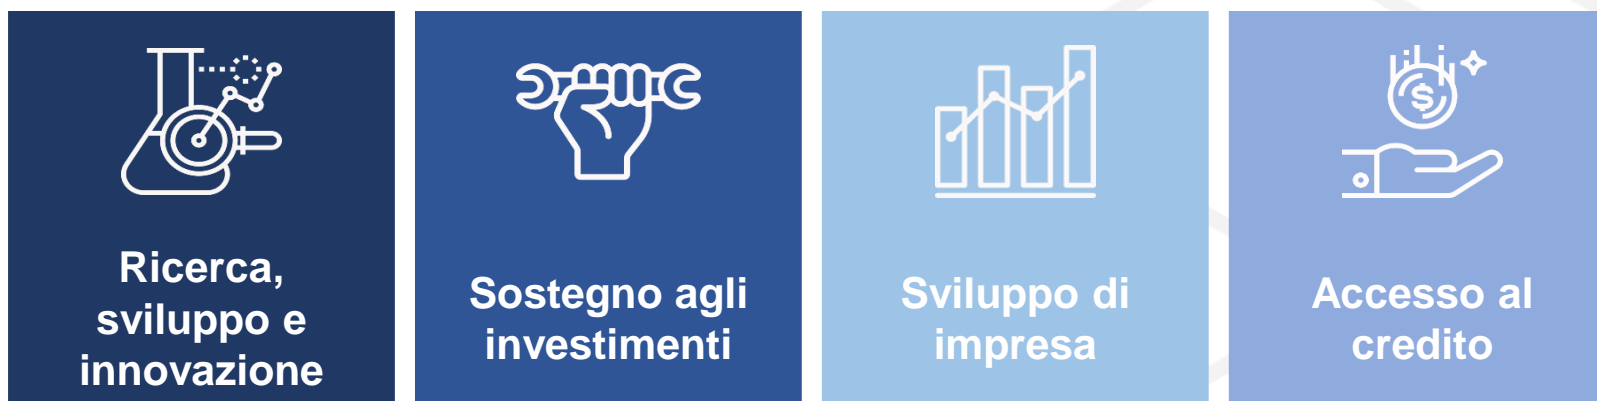 Ricerca,
sviluppo e
innovazione
Sostegno agli
investimenti
Sviluppo di
impresa
$
Accesso al
credito